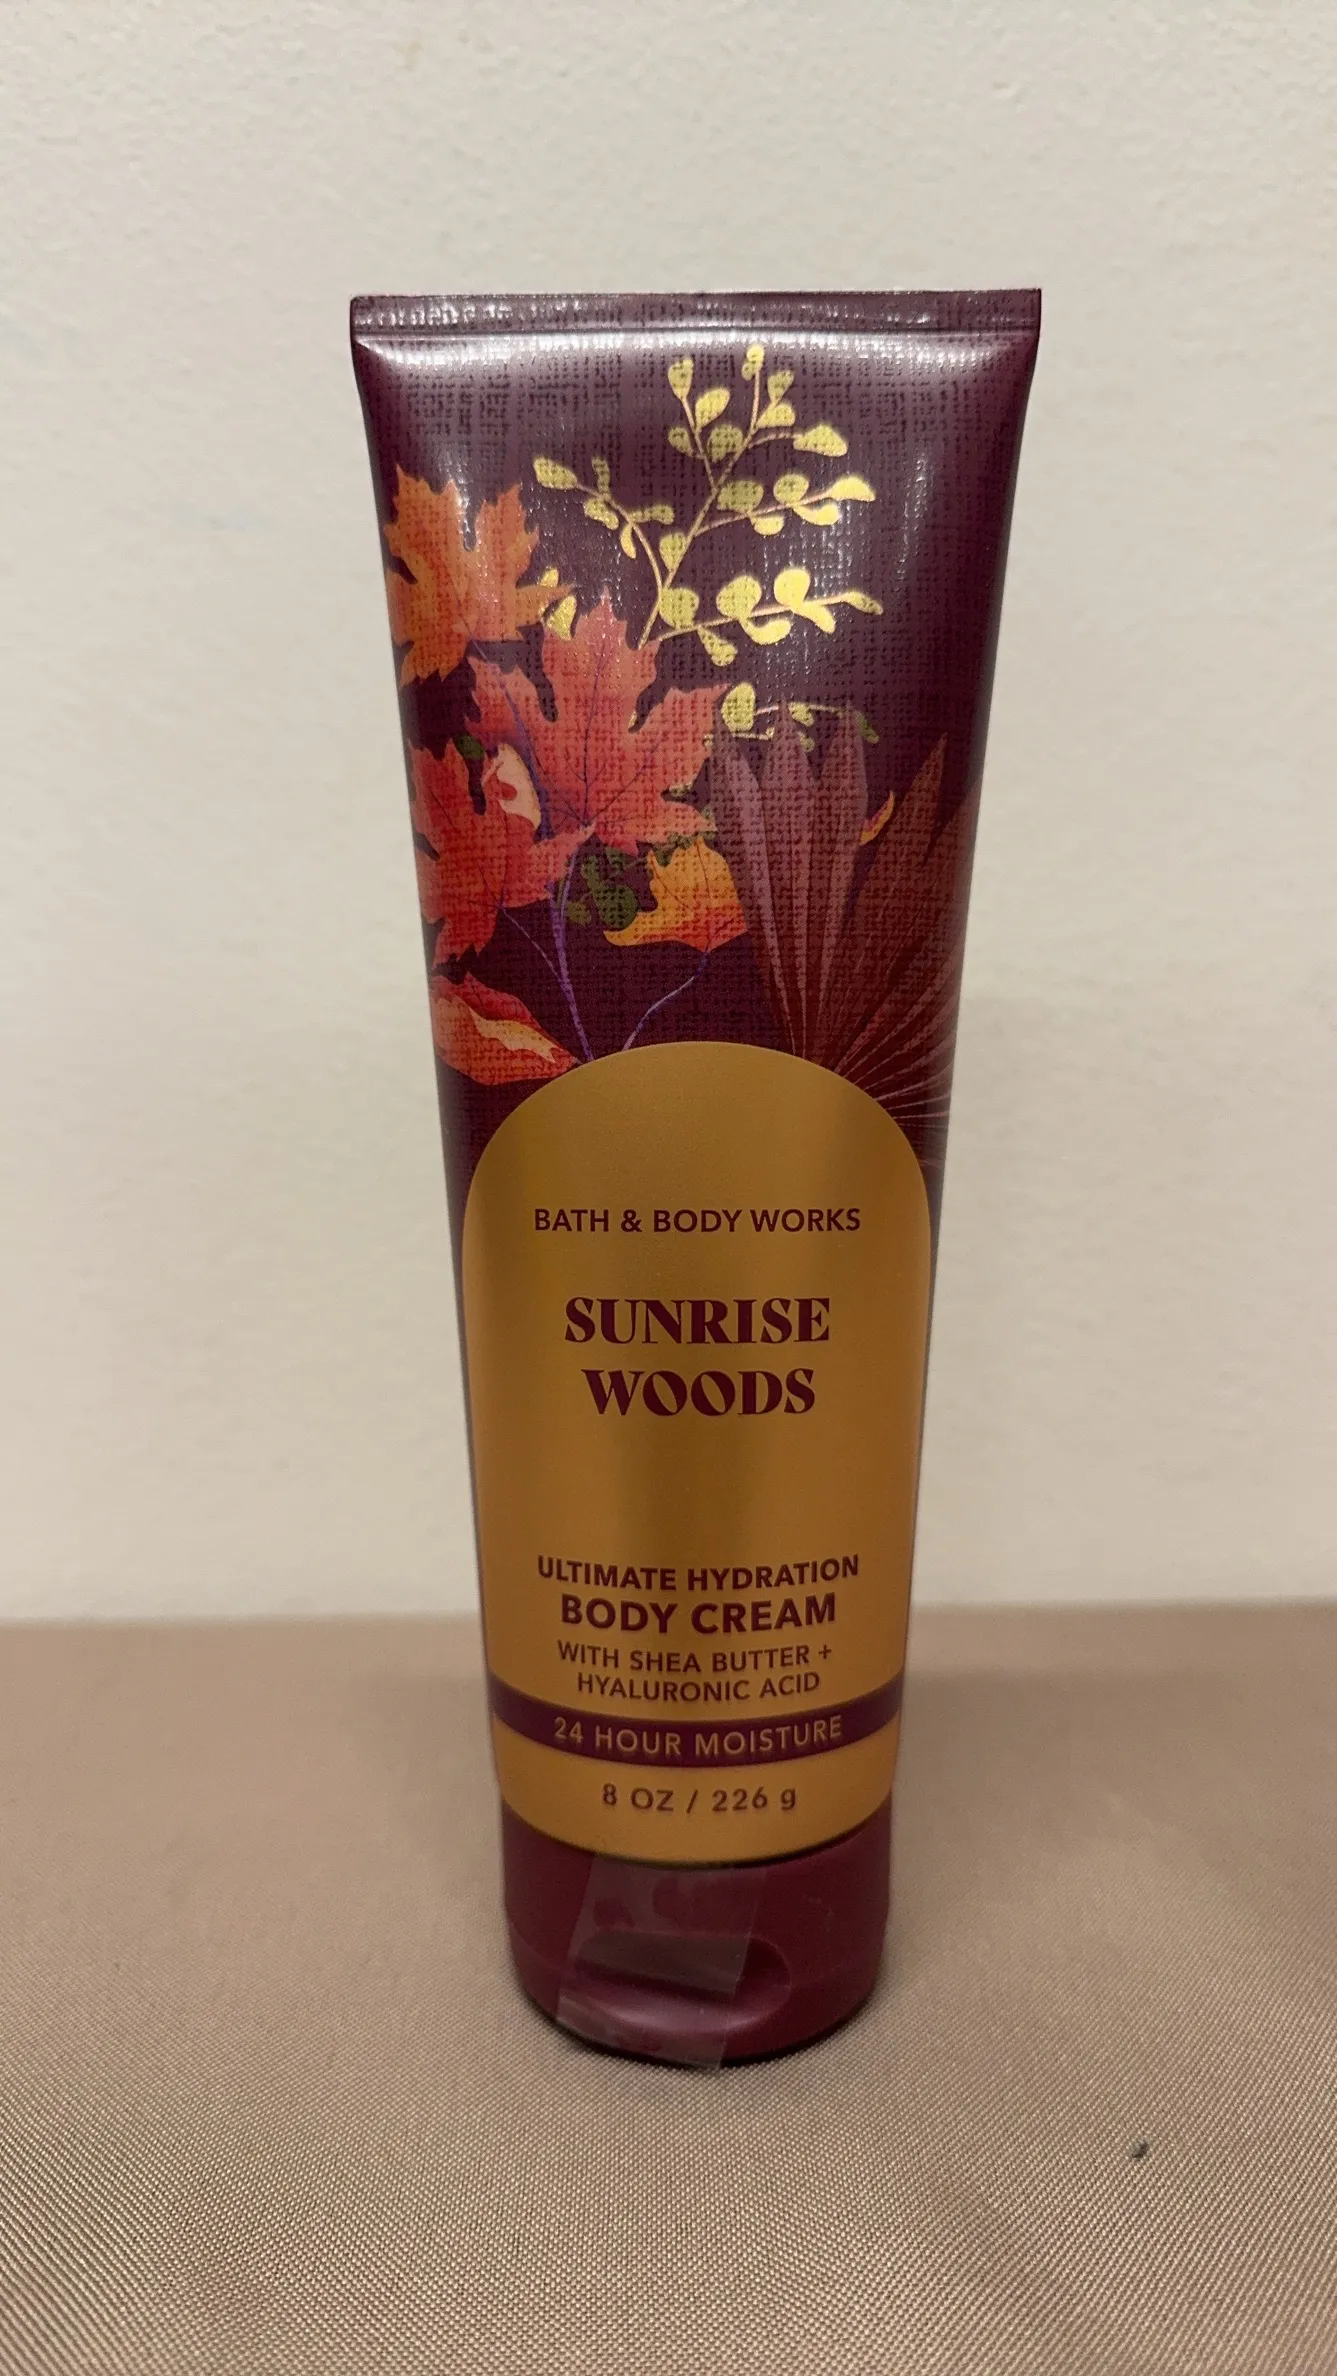 BATH & BODY WORKS
SUNRISE
WOODS
ULTIMATE HYDRATION
BODY CREAM
WITH SHEA BUTTER +
HYALURONIC ACID
24 HOUR MOISTURE
8 OZ / 226 g